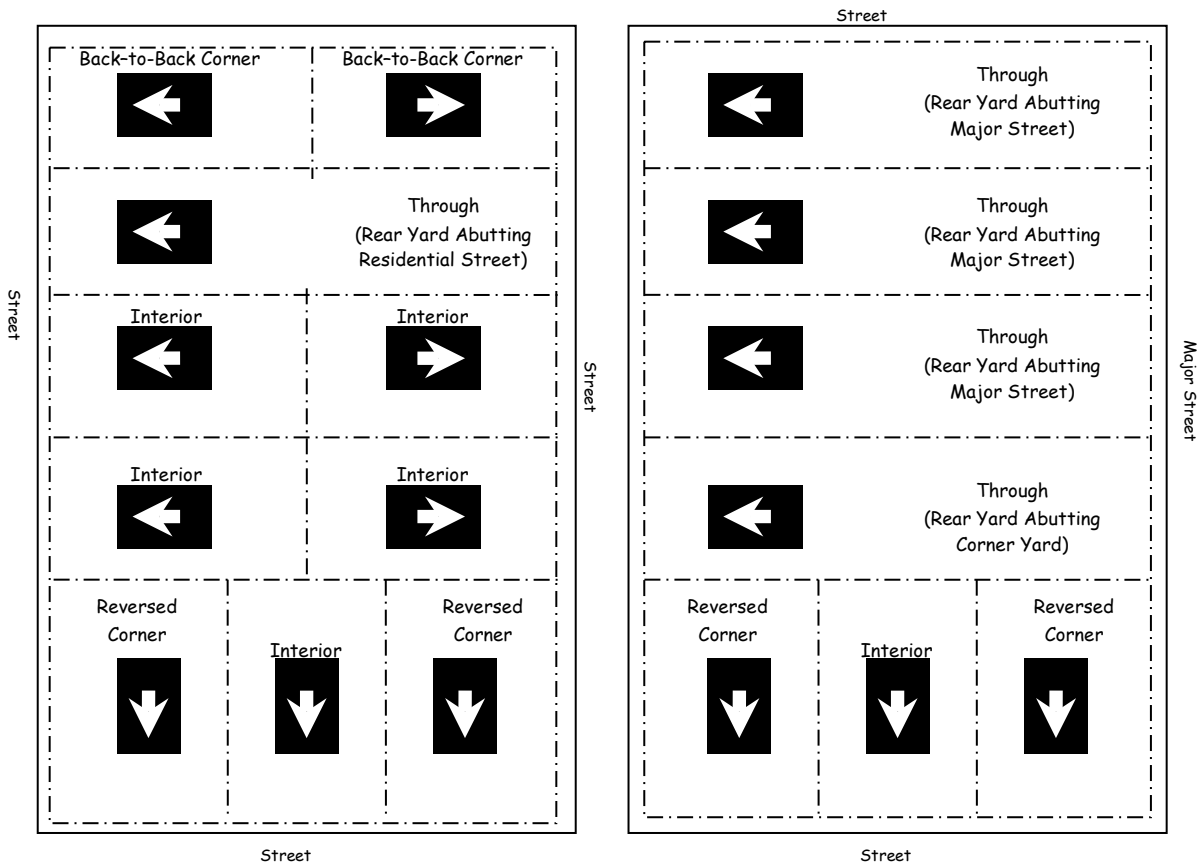 Street
Back-to-Back Corner
Back-to-Back Corner
Through
(Rear Yard Abutting
Residential Street)
Interior
Interior
Interior
Interior
Reversed
Corner
Interior
Reversed
Corner
Street
Street
Street
Street
Through
(Rear Yard Abutting
Major Street)
Through
(Rear Yard Abutting
Major Street)
Through
(Rear Yard Abutting
Major Street)
Through
(Rear Yard Abutting
Corner Yard)
Reversed
Corner
Interior
Reversed
Corner
Major Street
Street